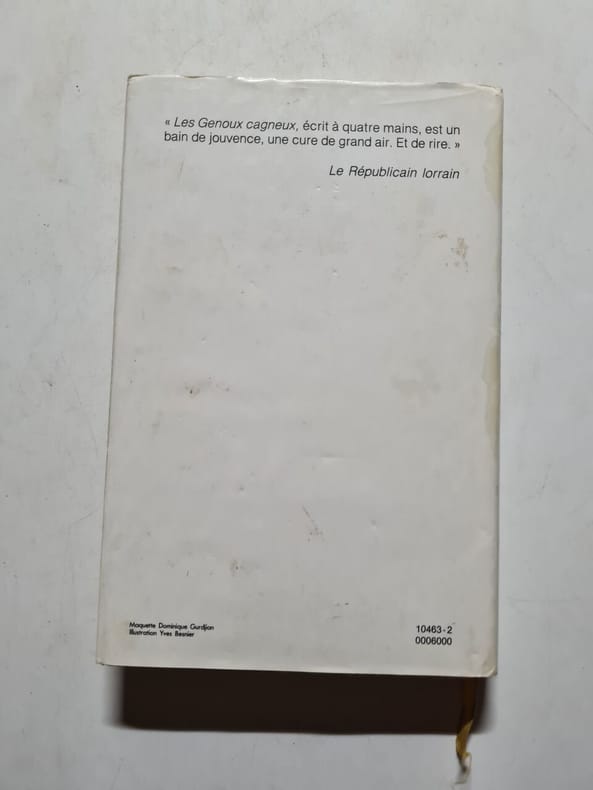 « Les Genoux cagneux, écrit à quatre mains, est un
bain de jouvence, une cure de grand air. Et de rire. »
Le Républicain lorrain
Maquette Dominique Gurdjian
Illustration Yves Besnier
10463-2
0006000